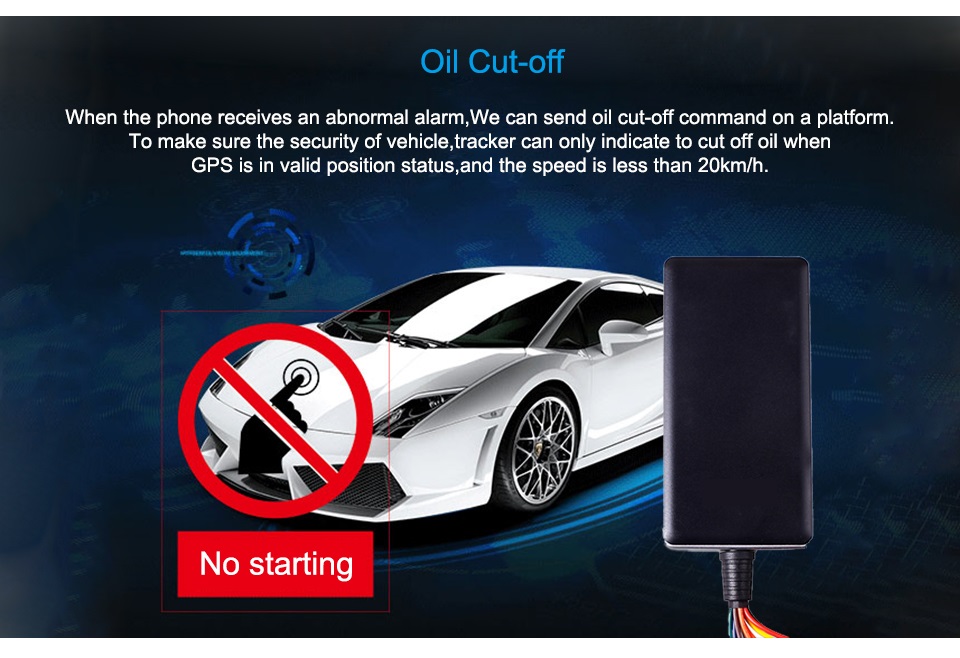 Oil Cut-off
When the phone receives an abnormal alarm,We can send oil cut-off command on a platform.
To make sure the security of vehicle,tracker can only indicate to cut off oil when
GPS is in valid position status,and the speed is less than 20km/h.
No starting